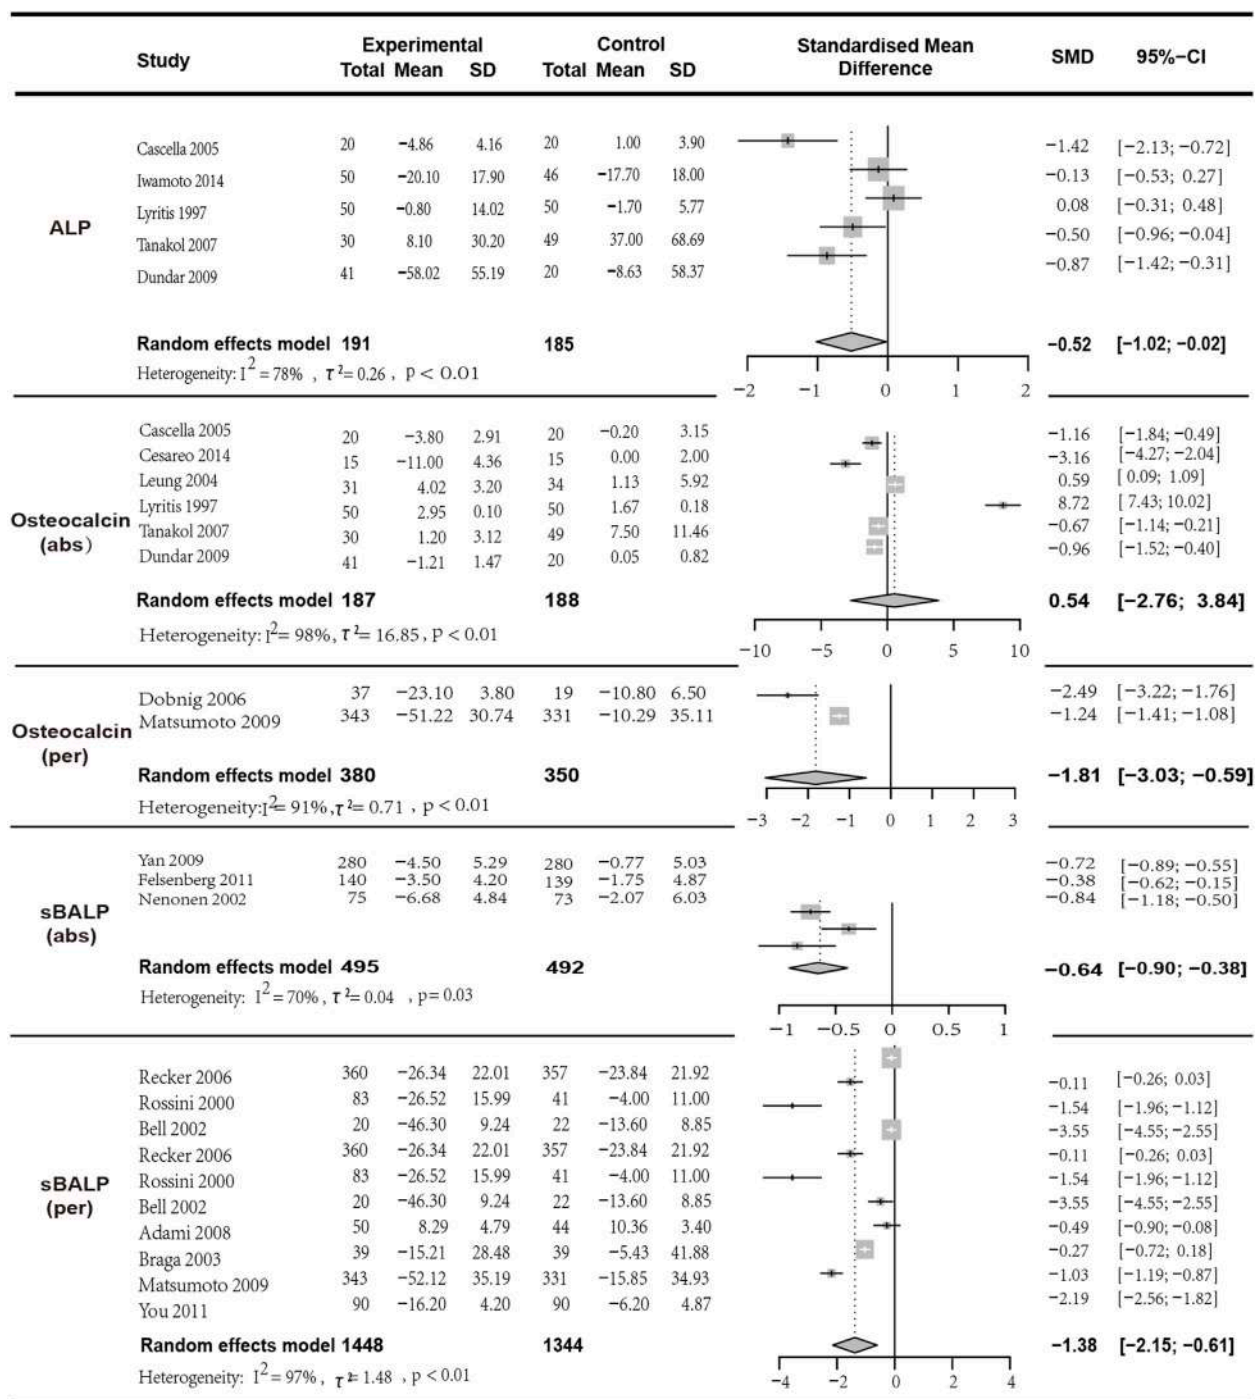 Study Experimental Control Standardised Mean Difference SMD 95%−CI
Total Mean SD Total Mean SD
ALP
Cascella 2005 20 −4.86 4.16 20 1.00 3.90 −1.42 [−2.13; −0.72]
Iwamoto 2014 50 −20.10 17.90 46 −17.70 18.00 −0.13 [−0.53; 0.27]
Lyritis 1997 50 −0.80 14.02 50 −1.70 5.77 0.08 [−0.31; 0.48]
Tanakol 2007 30 8.10 30.20 49 37.00 68.69 −0.50 [−0.96; −0.04]
Dundar 2009 41 −58.02 55.19 20 −8.63 58.37 −0.87 [−1.42; −0.31]
Random effects model 191 185 −0.52 [−1.02; −0.02]
Heterogeneity: I² = 78% , τ² = 0.26 , p < 0.01
−2 −1 0 1 2
Osteocalcin (abs)
Cascella 2005 20 −3.80 2.91 20 −0.20 3.15 −1.16 [−1.84; −0.49]
Cesareo 2014 15 −11.00 4.36 15 0.00 2.00 −3.16 [−4.27; −2.04]
Leung 2004 31 4.02 3.20 34 1.13 5.92 0.59 [ 0.09; 1.09]
Lyritis 1997 50 2.95 0.10 50 1.67 0.18 8.72 [ 7.43; 10.02]
Tanakol 2007 30 1.20 3.12 49 7.50 11.46 −0.67 [−1.14; −0.21]
Dundar 2009 41 −1.21 1.47 20 0.05 0.82 −0.96 [−1.52; −0.40]
Random effects model 187 188 0.54 [−2.76; 3.84]
Heterogeneity: I² = 98%, τ² = 16.85 , p < 0.01
−10 −5 0 5 10
Osteocalcin (per)
Dobnig 2006 37 −23.10 3.80 19 −10.80 6.50 −2.49 [−3.22; −1.76]
Matsumoto 2009 343 −51.22 30.74 331 −10.29 35.11 −1.24 [−1.41; −1.08]
Random effects model 380 350 −1.81 [−3.03; −0.59]
Heterogeneity: I² = 91%, τ² = 0.71 , p < 0.01
−3 −2 −1 0 1 2 3
sBALP (abs)
Yan 2009 280 −4.50 5.29 280 −0.77 5.03 −0.72 [−0.89; −0.55]
Felsenberg 2011 140 −3.50 4.20 139 −1.75 4.87 −0.38 [−0.62; −0.15]
Nenonen 2002 75 −6.68 4.84 73 −2.07 6.03 −0.84 [−1.18; −0.50]
Random effects model 495 492 −0.64 [−0.90; −0.38]
Heterogeneity: I² = 70%, τ² = 0.04 , p= 0.03
−1 −0.5 0 0.5 1
sBALP (per)
Recker 2006 360 −26.34 22.01 357 −23.84 21.92 −0.11 [−0.26; 0.03]
Rossini 2000 83 −26.52 15.99 41 −4.00 11.00 −1.54 [−1.96; −1.12]
Bell 2002 20 −46.30 9.24 22 −13.60 8.85 −3.55 [−4.55; −2.55]
Recker 2006 360 −26.34 22.01 357 −23.84 21.92 −0.11 [−0.26; 0.03]
Rossini 2000 83 −26.52 15.99 41 −4.00 11.00 −1.54 [−1.96; −1.12]
Bell 2002 20 −46.30 9.24 22 −13.60 8.85 −3.55 [−4.55; −2.55]
Adami 2008 50 8.29 4.79 44 10.36 3.40 −0.49 [−0.90; −0.08]
Braga 2003 39 −15.21 28.48 39 −5.43 41.88 −0.27 [−0.72; 0.18]
Matsumoto 2009 343 −52.12 35.19 331 −15.85 34.93 −1.03 [−1.19; −0.87]
You 2011 90 −16.20 4.20 90 −6.20 4.87 −2.19 [−2.56; −1.82]
Random effects model 1448 1344 −1.38 [−2.15; −0.61]
Heterogeneity: I² = 97%, τ² = 1.48 , p < 0.01
−4 −2 0 2 4